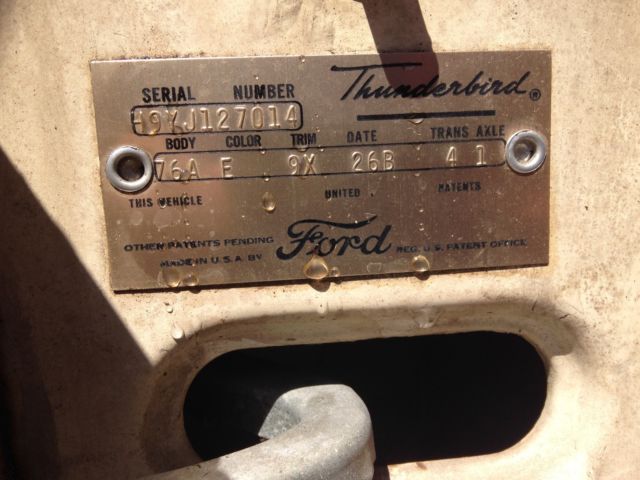 SERIAL NUMBER Thunderbird®
H9YJ127014
BODY COLOR TRIM DATE TRANS AXLE
76A E 9X 26B 4 1
THIS VEHICLE UNITED PATENTS
OTHER PATENTS PENDING Ford REG. U.S. PATENT OFFICE
MADE IN U.S.A. BY